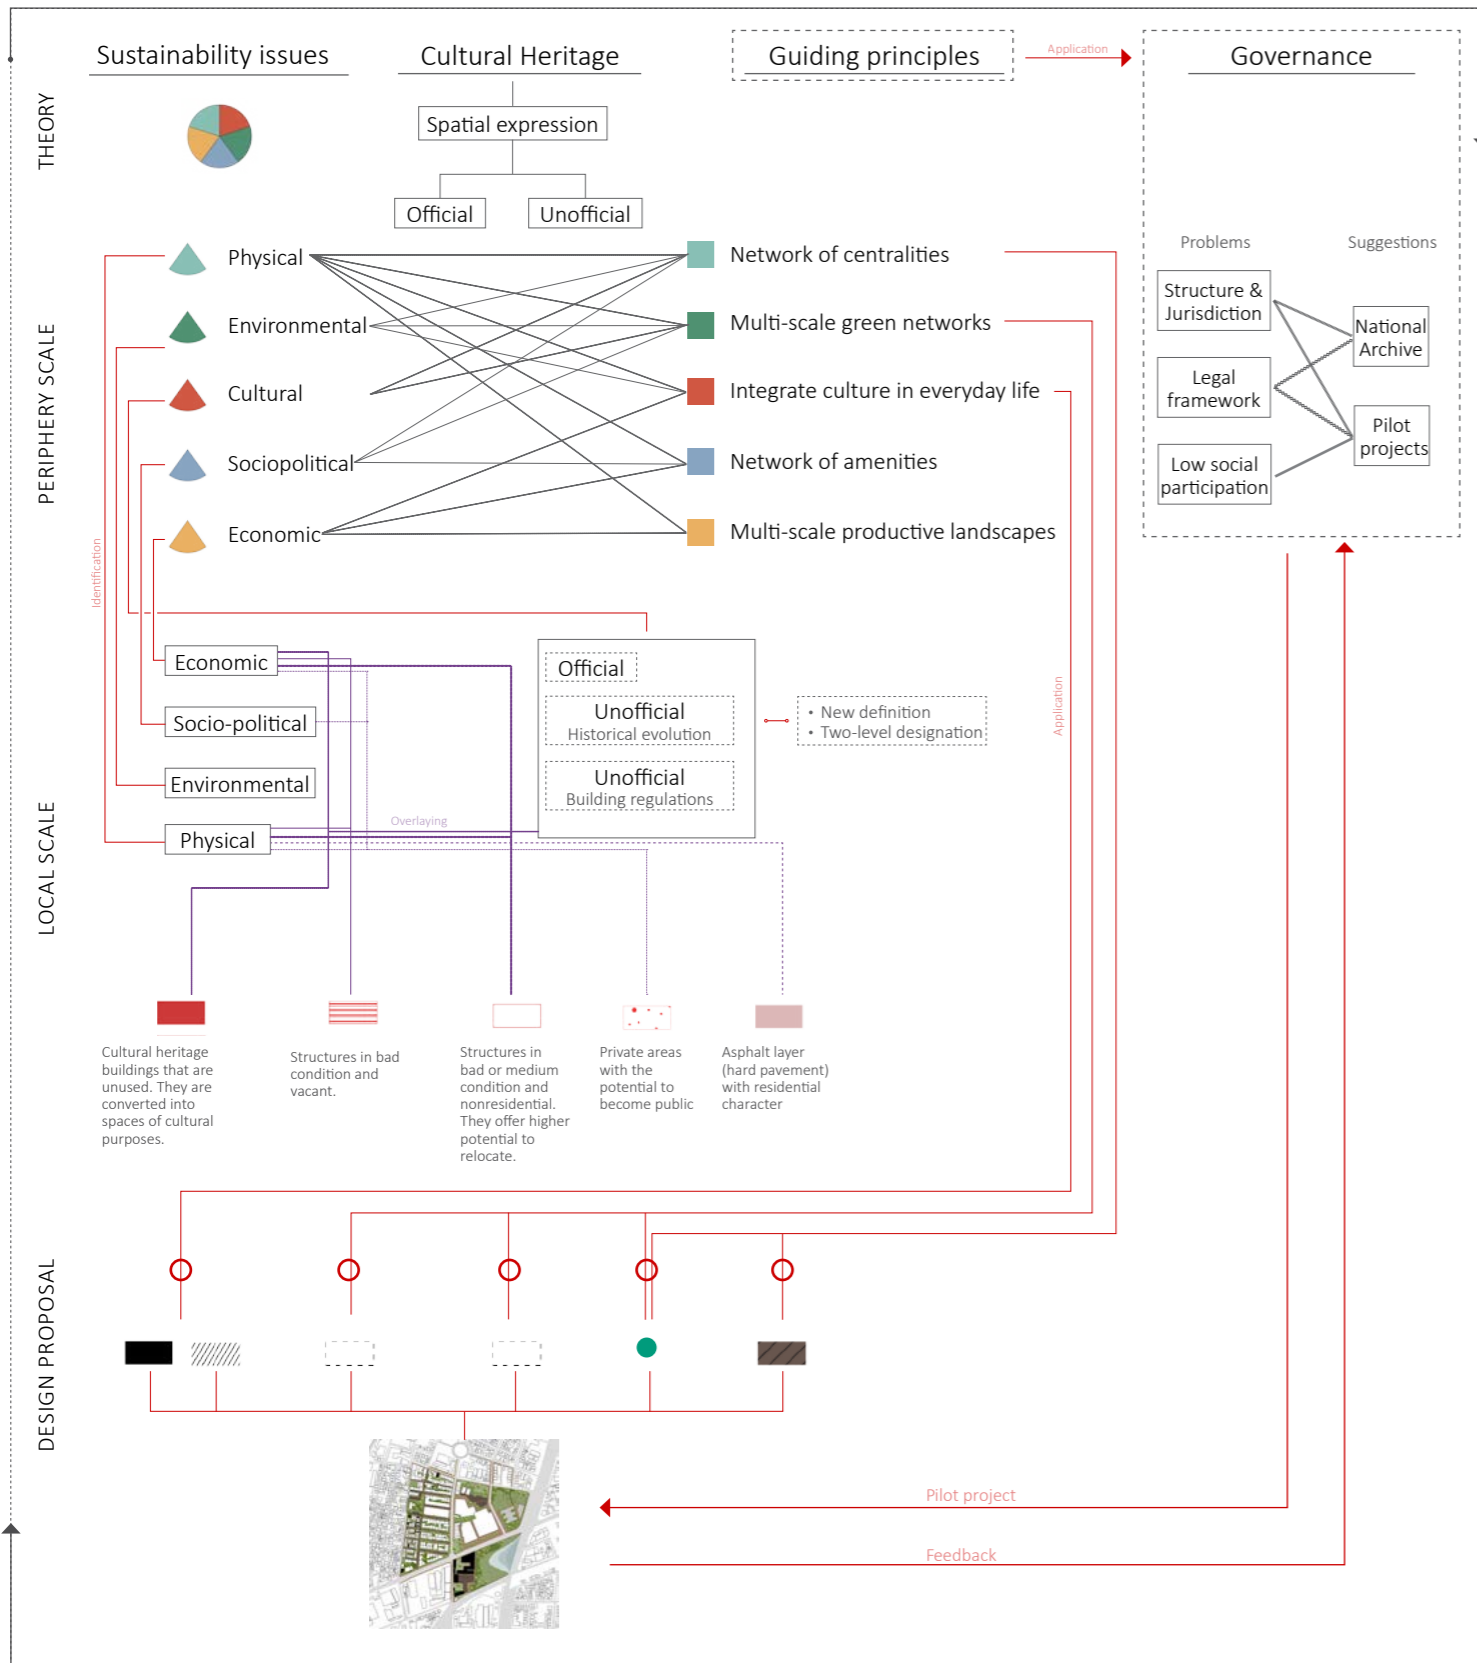 Sustainability issues
Cultural Heritage
Guiding principles
Application
Governance
THEORY
Spatial expression
Official
Unofficial
PERIPHERY SCALE
Physical
Environmental
Cultural
Sociopolitical
Economic
Network of centralities
Multi-scale green networks
Integrate culture in everyday life
Network of amenities
Multi-scale productive landscapes
Problems
Suggestions
Structure &
Jurisdiction
Legal
framework
Low social
participation
National
Archive
Pilot
projects
Identification
LOCAL SCALE
Economic
Socio-political
Environmental
Physical
Overlaying
Official
Unofficial
Historical evolution
Unofficial
Building regulations
• New definition
• Two-level designation
Application
Cultural heritage
buildings that are
unused. They are
converted into
spaces of cultural
purposes.
Structures in bad
condition and
vacant.
Structures in
bad or medium
condition and
nonresidential.
They offer higher
potential to
relocate.
Private areas
with the
potential to
become public
Asphalt layer
(hard pavement)
with residential
character
DESIGN PROPOSAL
Pilot project
Feedback